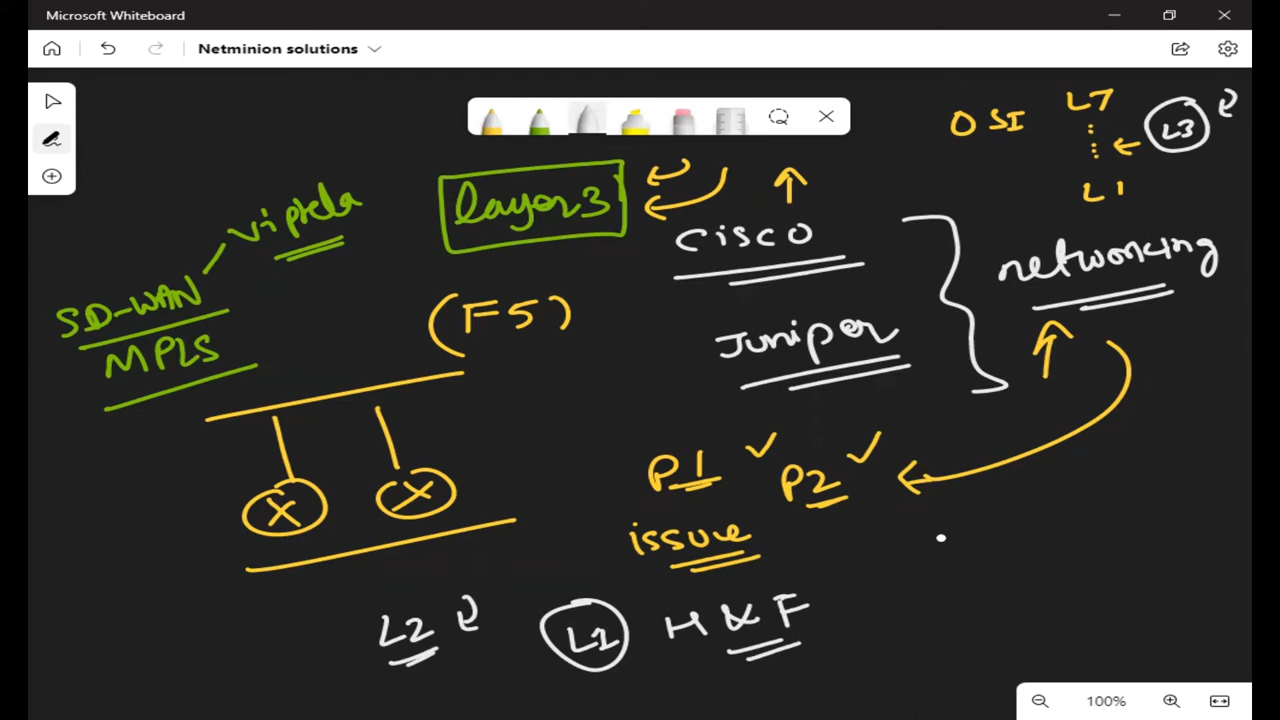 Microsoft Whiteboard
Netminion solutions
OSI L7
L3
L1
Viptela
layer3
CISCO
networking
SD-WAN
MPLS
(F5)
Juniper
P1 P2
issue
L2 L1 H&F
100%